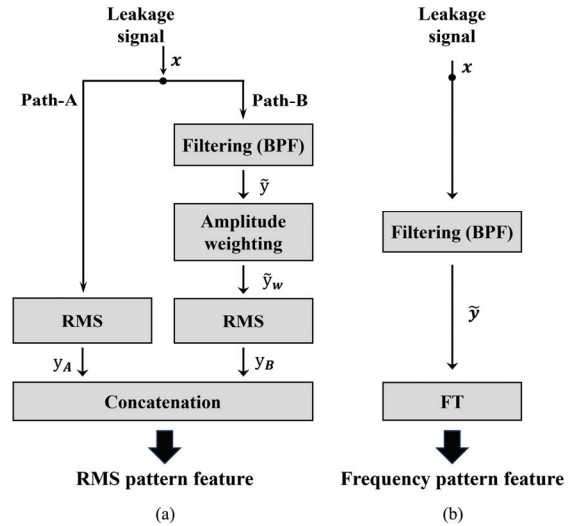 Leakage
signal
x
Path-A
Path-B
Filtering (BPF)
ỹ
Amplitude
weighting
ỹw
RMS
RMS
yA
yB
Concatenation
RMS pattern feature
(a)
Leakage
signal
x
Filtering (BPF)
ỹ
FT
Frequency pattern feature
(b)